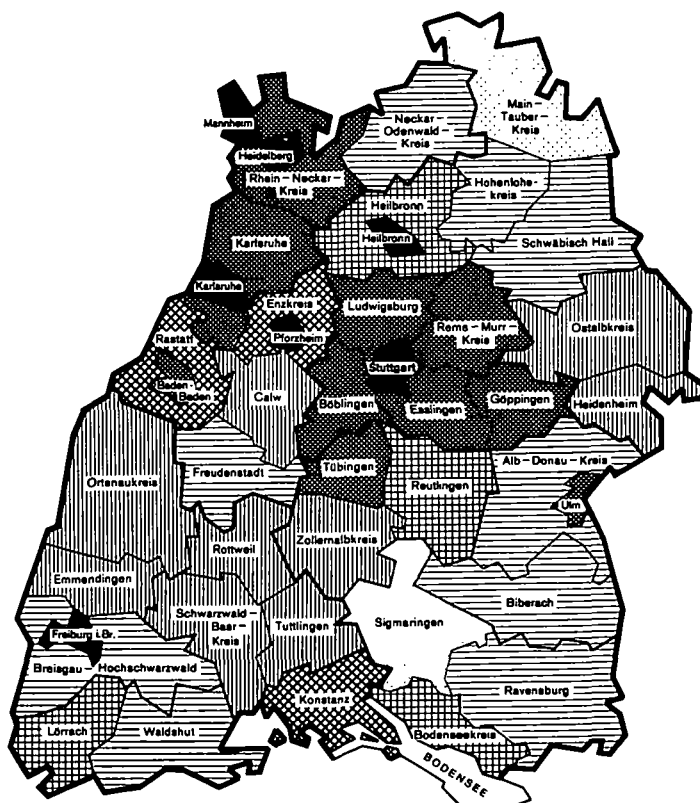 Main–
Tauber–
Kreis
Neckar–
Odenwald–
Kreis
Mannheim
Heidelberg
Rhein–Neckar–
Kreis
Hohenlohe–
kreis
Heilbronn
Heilbronn
Schwäbisch Hall
Karlsruhe
Karlsruhe
Enzkreis
Ludwigsburg
Rems–Murr–
Kreis
Ostalbkreis
Rastatt
Pforzheim
Stuttgart
Baden-
Baden
Calw
Böblingen
Esslingen
Göppingen
Heidenheim
Freudenstadt
Tübingen
Alb–Donau–Kreis
Ortenaukreis
Reutlingen
Ulm
Rottweil
Zollernalbkreis
Emmendingen
Schwarzwald–
Baar–
Kreis
Tuttlingen
Sigmaringen
Biberach
Freiburg i.Br.
Breisgau–Hochschwarzwald
Konstanz
Ravensburg
Lörrach
Waldshut
Bodenseekreis
BODENSEE